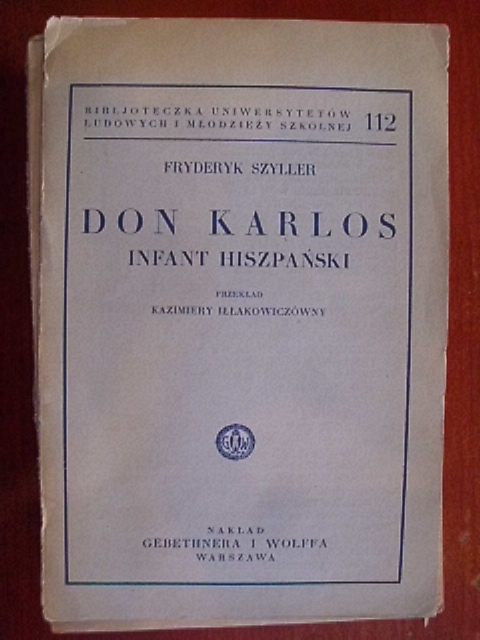 BIBLJOTECZKA UNIWERSYTETÓW
LUDOWYCH I MŁODZIEŻY SZKOLNEJ 112
FRYDERYK SZYLLER
DON KARLOS
INFANT HISZPAŃSKI
PRZEKŁAD
KAZIMIERY IŁŁAKOWICZÓWNY
G W
NAKŁAD
GEBETHNERA I WOLFFA
WARSZAWA